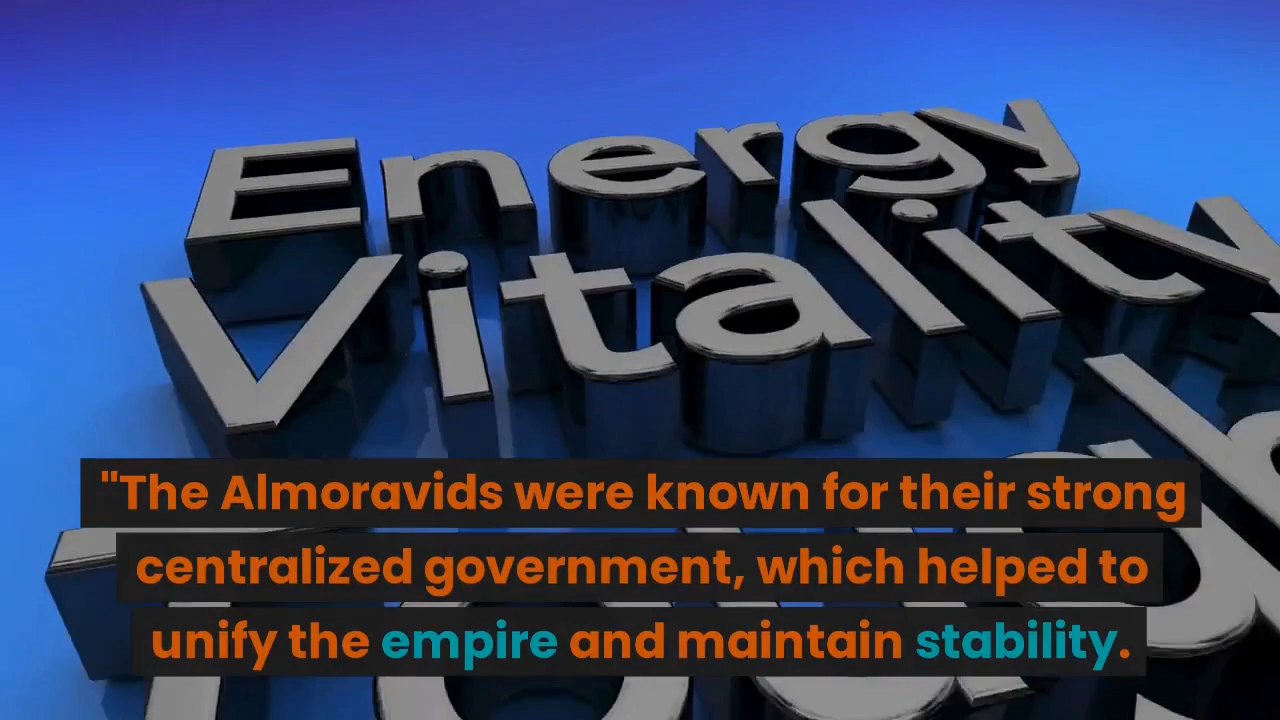 Energy
Vitality
"The Almoravids were known for their strong
centralized government, which helped to
unify the empire and maintain stability.